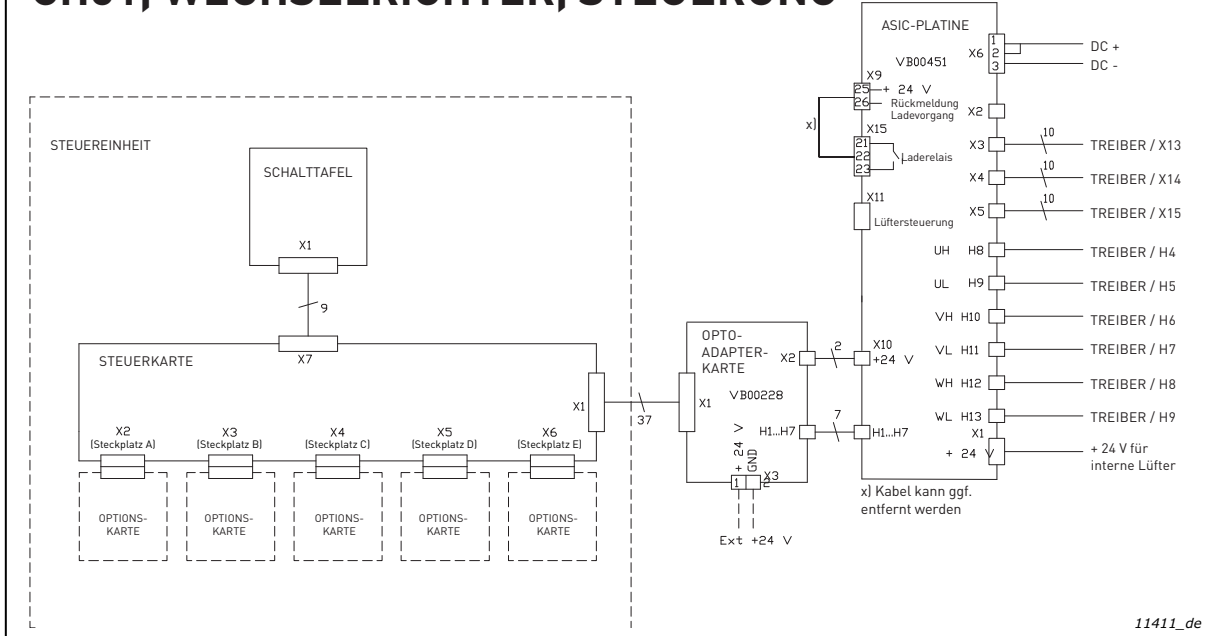 CH61, WECHSELRICHTER, STEUERUNG
STEUEREINHEIT
SCHALTTAFEL
X1
9
X7
STEUERKARTE
X1
37
X2
(Steckplatz A)
X3
(Steckplatz B)
X4
(Steckplatz C)
X5
(Steckplatz D)
X6
(Steckplatz E)
OPTIONS-
KARTE
OPTIONS-
KARTE
OPTIONS-
KARTE
OPTIONS-
KARTE
OPTIONS-
KARTE
OPTO-
ADAPTER-
KARTE
X2
VB00228
X1
H1...H7
+ 24 V
GND
X3
1
2
Ext +24 V
2
7
ASIC-PLATINE
VB00451
X6
1
2
3
DC +
DC -
X9
25
+ 24 V
26
Rückmeldung
Ladevorgang
x)
X15
21
22
23
Laderelais
X11
Lüftersteuerung
X10
+24 V
H1...H7
X2
X3
10
TREIBER / X13
X4
10
TREIBER / X14
X5
10
TREIBER / X15
UH H8
TREIBER / H4
UL H9
TREIBER / H5
VH H10
TREIBER / H6
VL H11
TREIBER / H7
WH H12
TREIBER / H8
WL H13
TREIBER / H9
X1
+ 24 V
+ 24 V für
interne Lüfter
x) Kabel kann ggf.
entfernt werden
11411_de